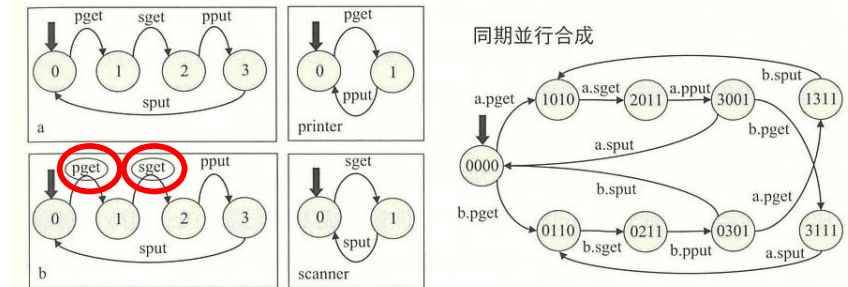 pget sget pput
0 1 2 3
sput
a
pget
0 1
pput
printer
pget sget pput
0 1 2 3
sput
b
sget
0 1
sput
scanner
同期並行合成
b.sput
a.pget 1010 a.sget 2011 a.pput 3001 1311
b.pget
a.sput
0000
b.sput
a.pget
b.pget
0110 b.sget 0211 b.pput 0301 3111
a.sput